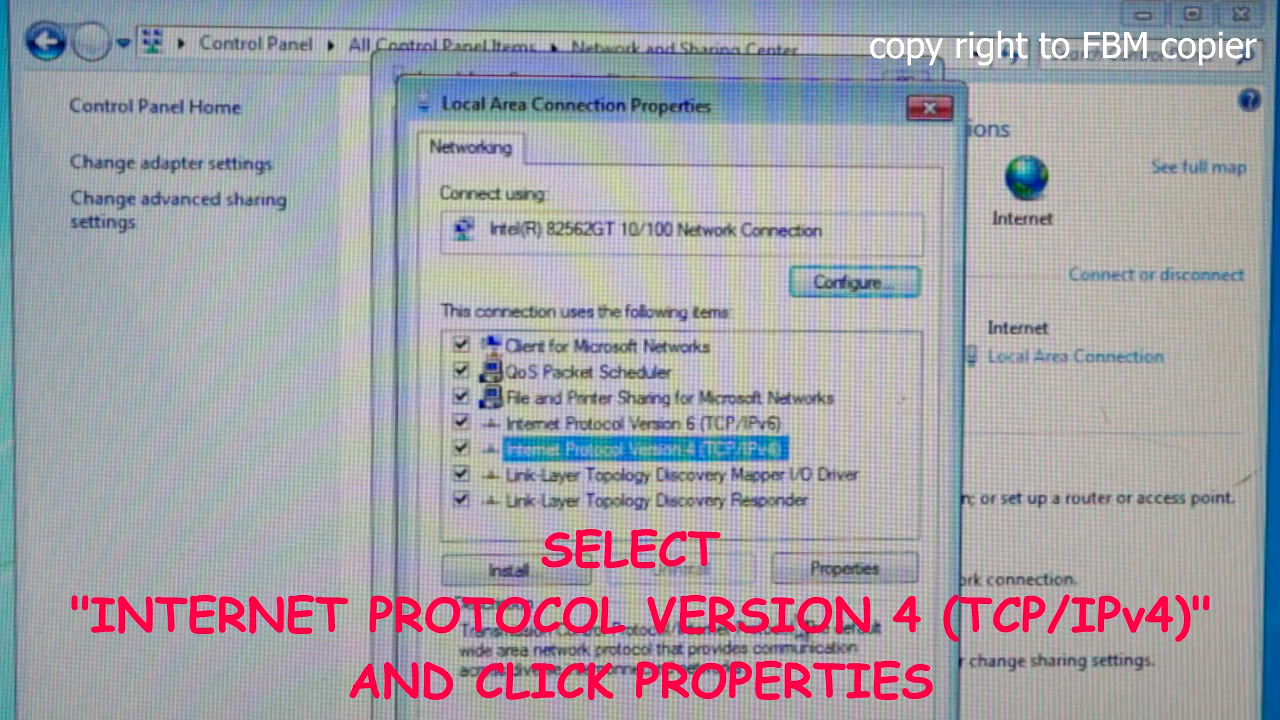 Control Panel ▸ All Control Panel Items ▸ Network and Sharing Center
copy right to FBM copier
Control Panel Home
Change adapter settings
Change advanced sharing
settings
Local Area Connection Properties
Networking
Connect using:
Intel(R) 82562GT 10/100 Network Connection
Configure...
This connection uses the following items:
Client for Microsoft Networks
QoS Packet Scheduler
File and Printer Sharing for Microsoft Networks
Internet Protocol Version 6 (TCP/IPv6)
Internet Protocol Version 4 (TCP/IPv4)
Link-Layer Topology Discovery Mapper I/O Driver
Link-Layer Topology Discovery Responder
Install...
Uninstall
Properties
Description
wide area network protocol that provides communication
ions
See full map
Internet
Connect or disconnect
Internet
Local Area Connection
n; or set up a router or access point.
ork connection.
r change sharing settings.
SELECT
"INTERNET PROTOCOL VERSION 4 (TCP/IPv4)"
AND CLICK PROPERTIES